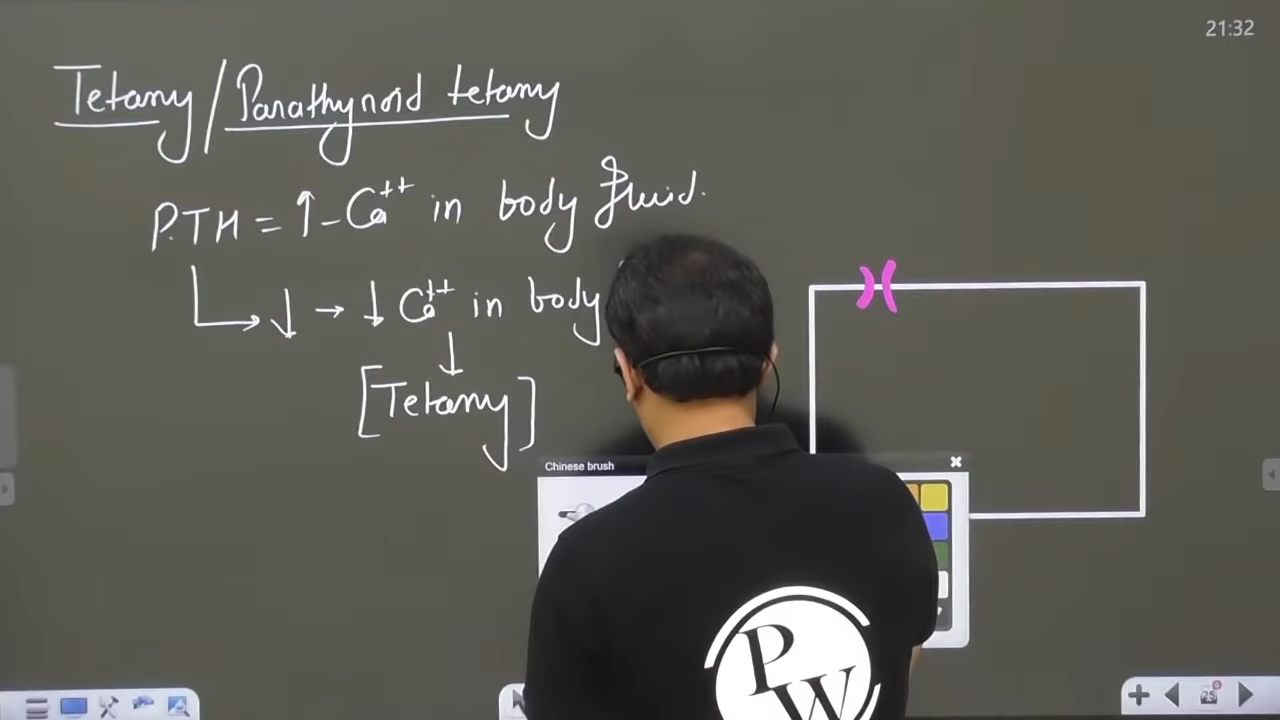 21:32
Tetany/Parathyroid tetany
P.TH = ↑ Ca++ in body fluid.
↓ → ↓ Ca++ in body
↓
[Tetany]
Chinese brush
PW